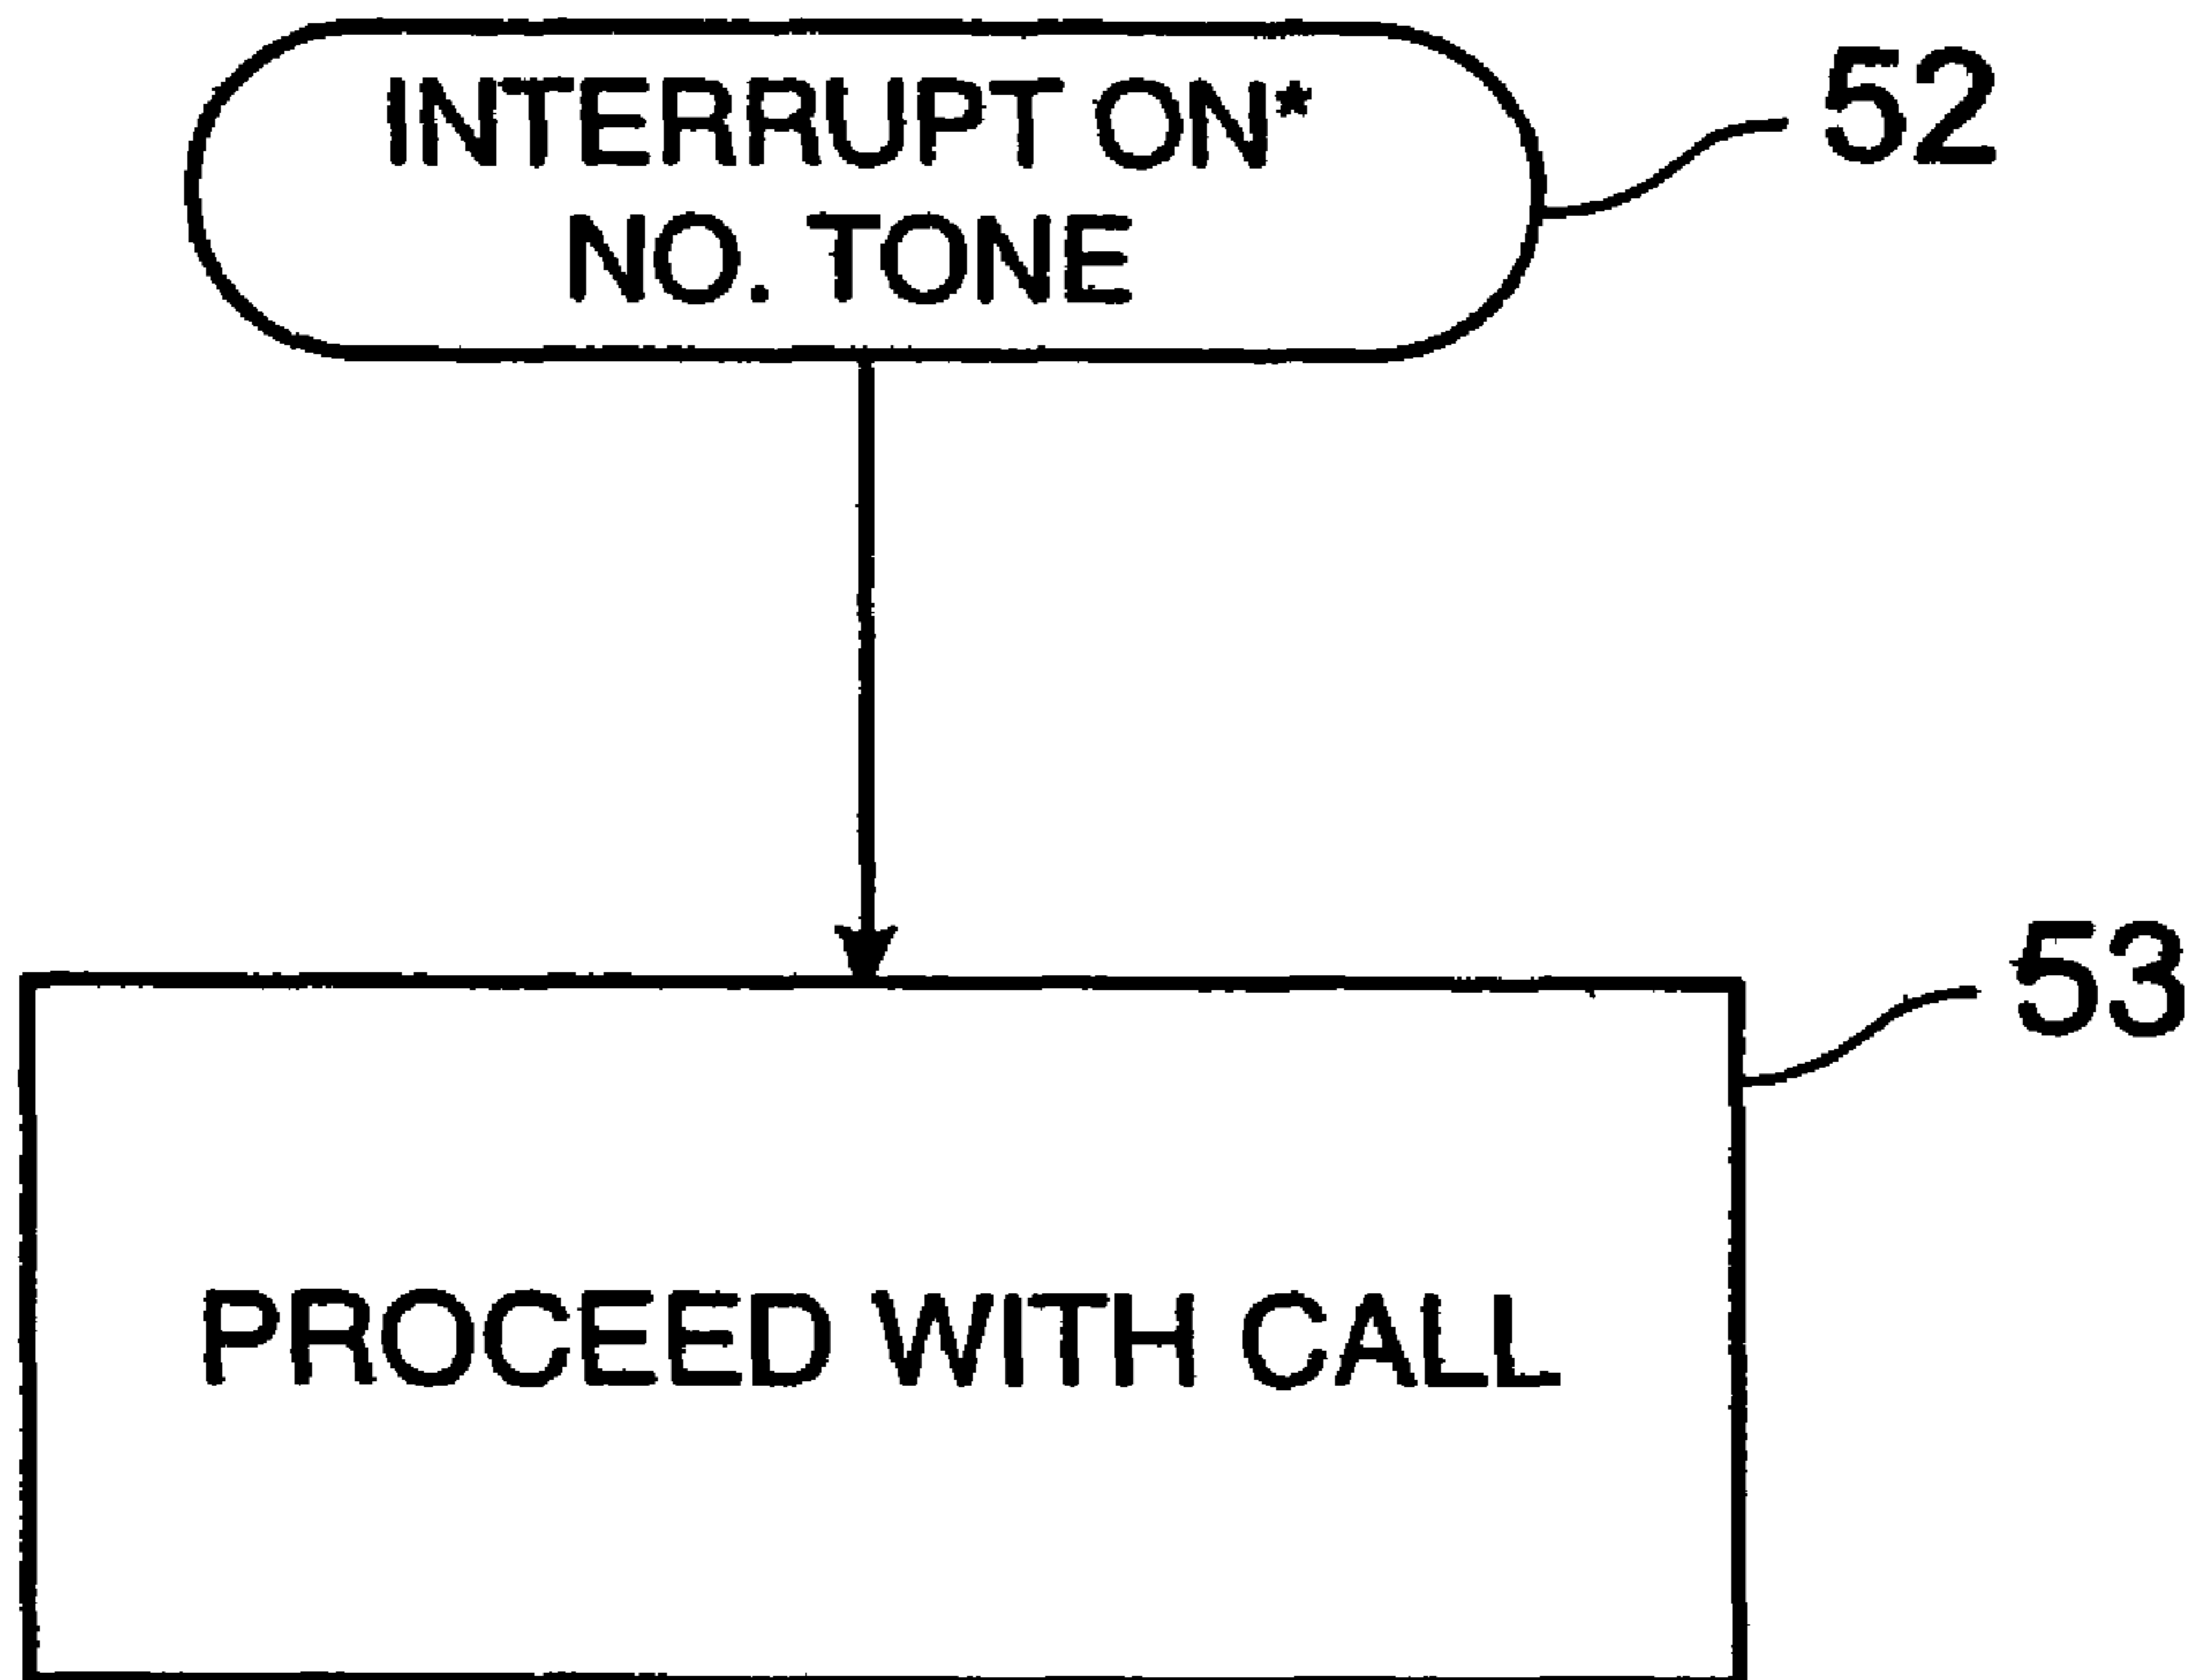 INTERRUPT ON*
NO. TONE
52
53
PROCEED WITH CALL